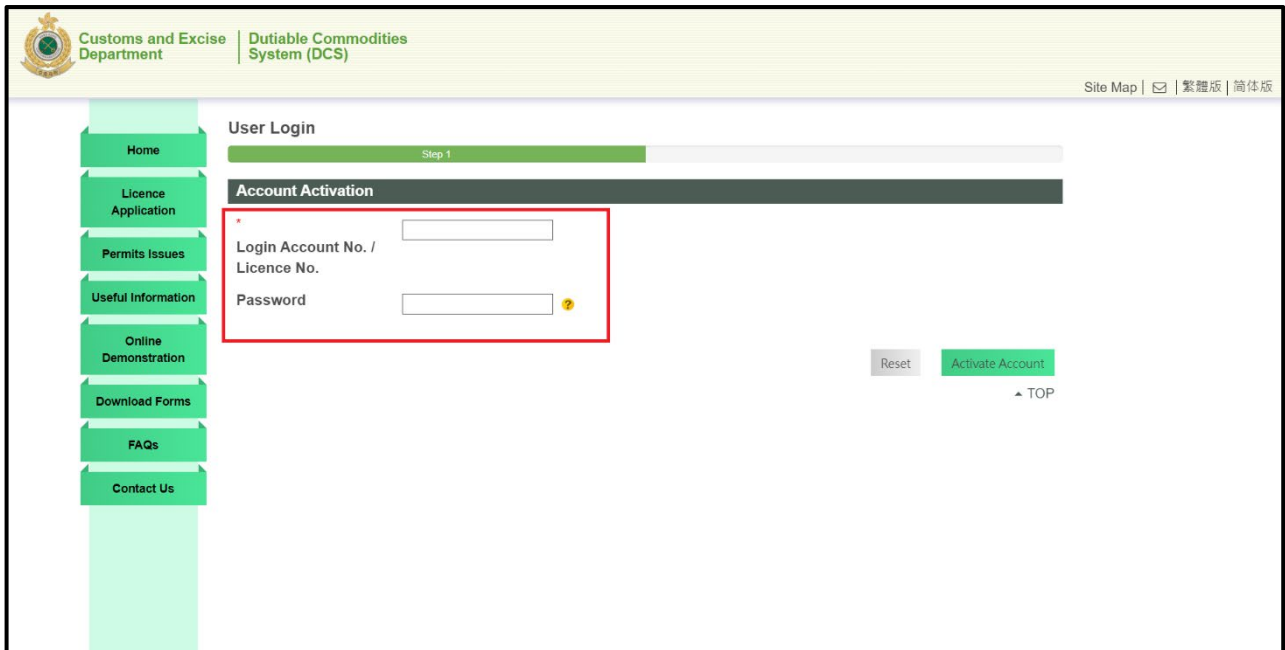 Customs and Excise
Department
Dutiable Commodities
System (DCS)
Site Map | | 繁體版 | 简体版
User Login
Step 1
Home
Licence
Application
Permits Issues
Useful Information
Online
Demonstration
Download Forms
FAQs
Contact Us
Account Activation
*
Login Account No. /
Licence No.
Password
?
Reset
Activate Account
TOP